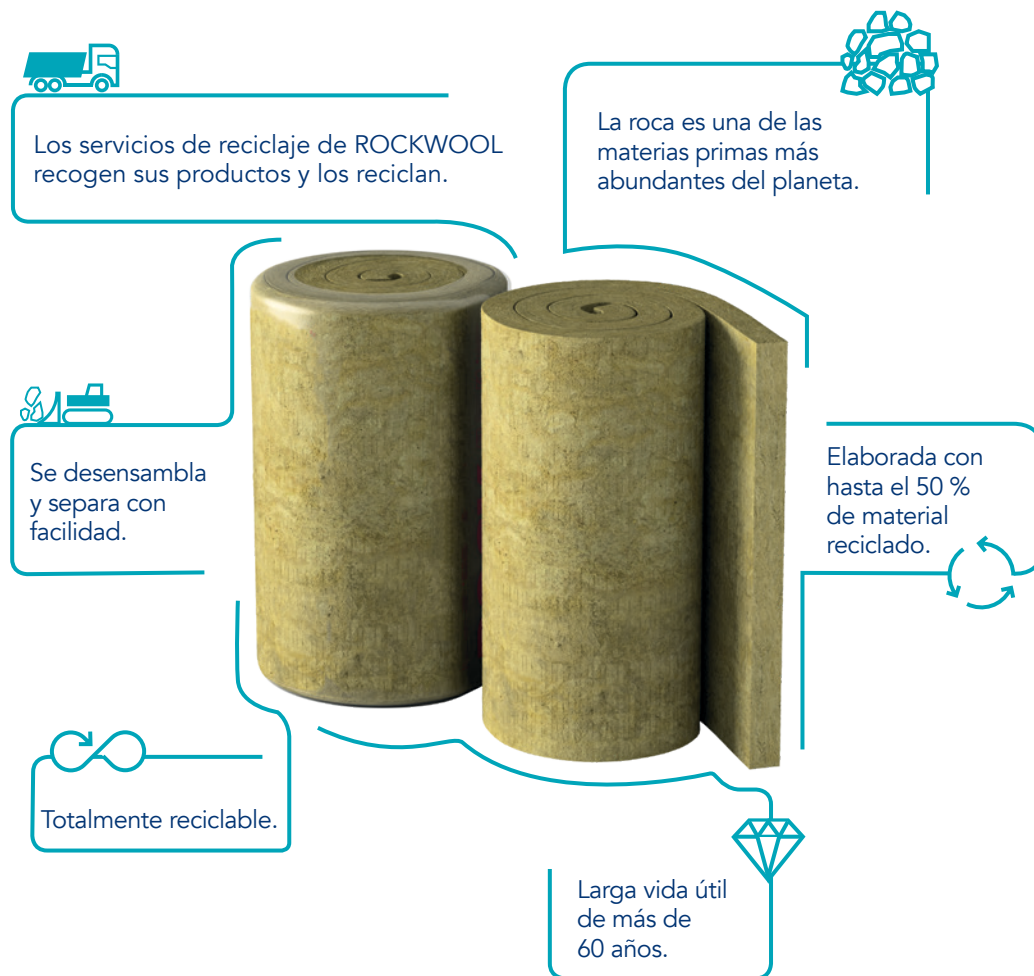 Los servicios de reciclaje de ROCKWOOL
recogen sus productos y los reciclan.
La roca es una de las
materias primas más
abundantes del planeta.
Se desensambla
y separa con
facilidad.
Elaborada con
hasta el 50 %
de material
reciclado.
Totalmente reciclable.
Larga vida útil
de más de
60 años.